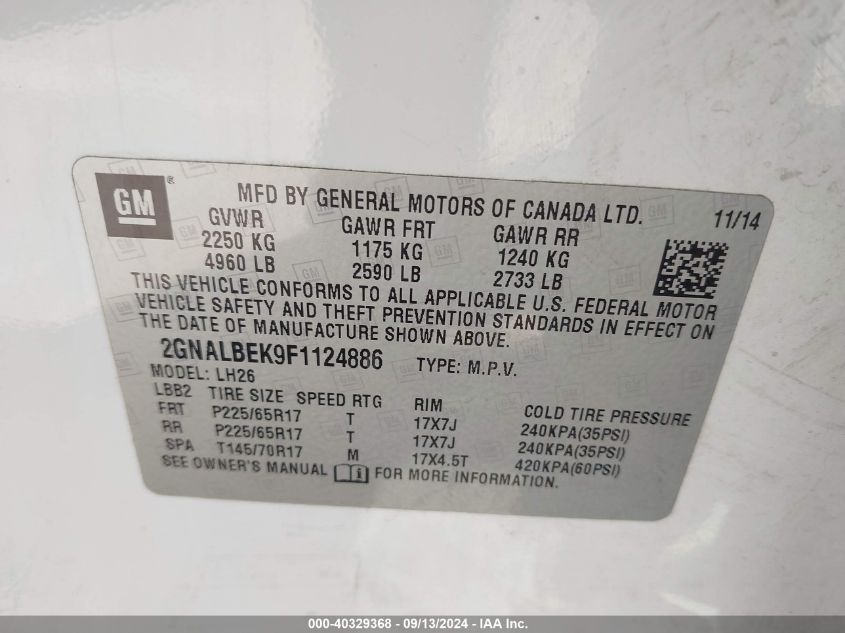 GM®
MFD BY GENERAL MOTORS OF CANADA LTD. 11/14
GVWR GAWR FRT GAWR RR
2250 KG 1175 KG 1240 KG
4960 LB 2590 LB 2733 LB
THIS VEHICLE CONFORMS TO ALL APPLICABLE U.S. FEDERAL MOTOR
VEHICLE SAFETY AND THEFT PREVENTION STANDARDS IN EFFECT ON
THE DATE OF MANUFACTURE SHOWN ABOVE.
2GNALBEK9F1124886 TYPE: M.P.V.
MODEL: LH26
LBB2 TIRE SIZE SPEED RTG RIM COLD TIRE PRESSURE
FRT P225/65R17 T 17X7J 240KPA(35PSI)
RR P225/65R17 T 17X7J 240KPA(35PSI)
SPA T145/70R17 M 17X4.5T 420KPA(60PSI)
SEE OWNER'S MANUAL FOR MORE INFORMATION.
000-40329368 - 09/13/2024 - IAA Inc.